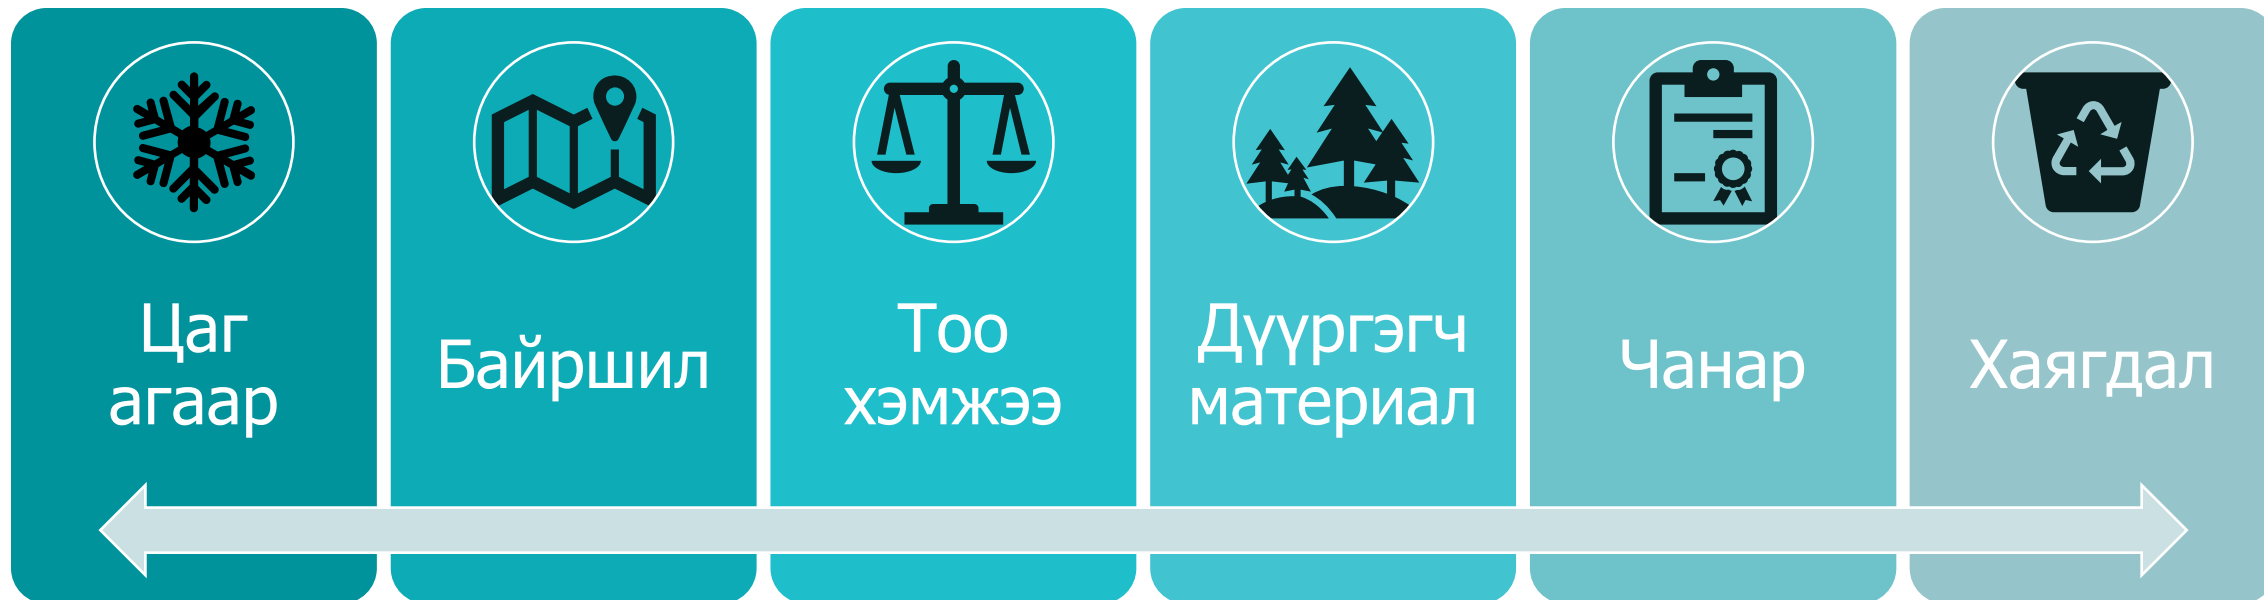 Цаг
агаар
Байршил
Тоо
хэмжээ
Дүүргэгч
материал
Чанар
Хаягдал